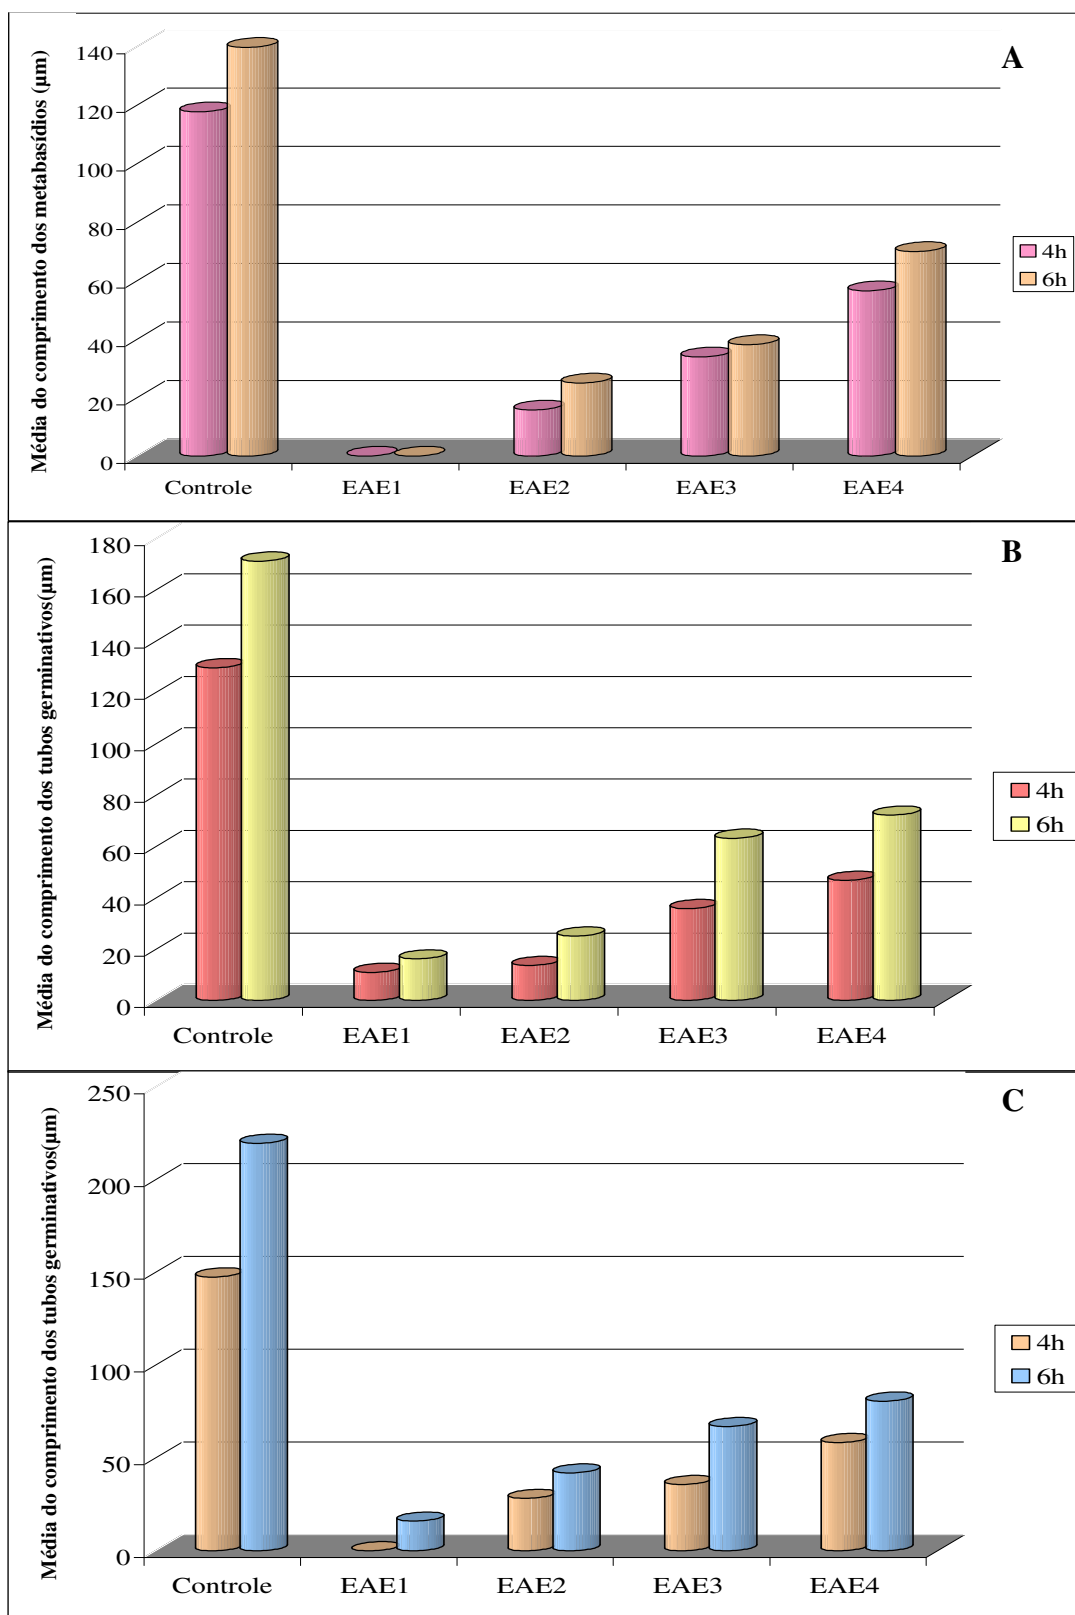 A
Média do comprimento dos metabasídios (µm)
140
120
100
80
60
40
20
0
Controle EAE1 EAE2 EAE3 EAE4
4h
6h
B
Média do comprimento dos tubos germinativos(µm)
180
160
140
120
100
80
60
40
20
0
Controle EAE1 EAE2 EAE3 EAE4
4h
6h
C
Média do comprimento dos tubos germinativos(µm)
250
200
150
100
50
0
Controle EAE1 EAE2 EAE3 EAE4
4h
6h